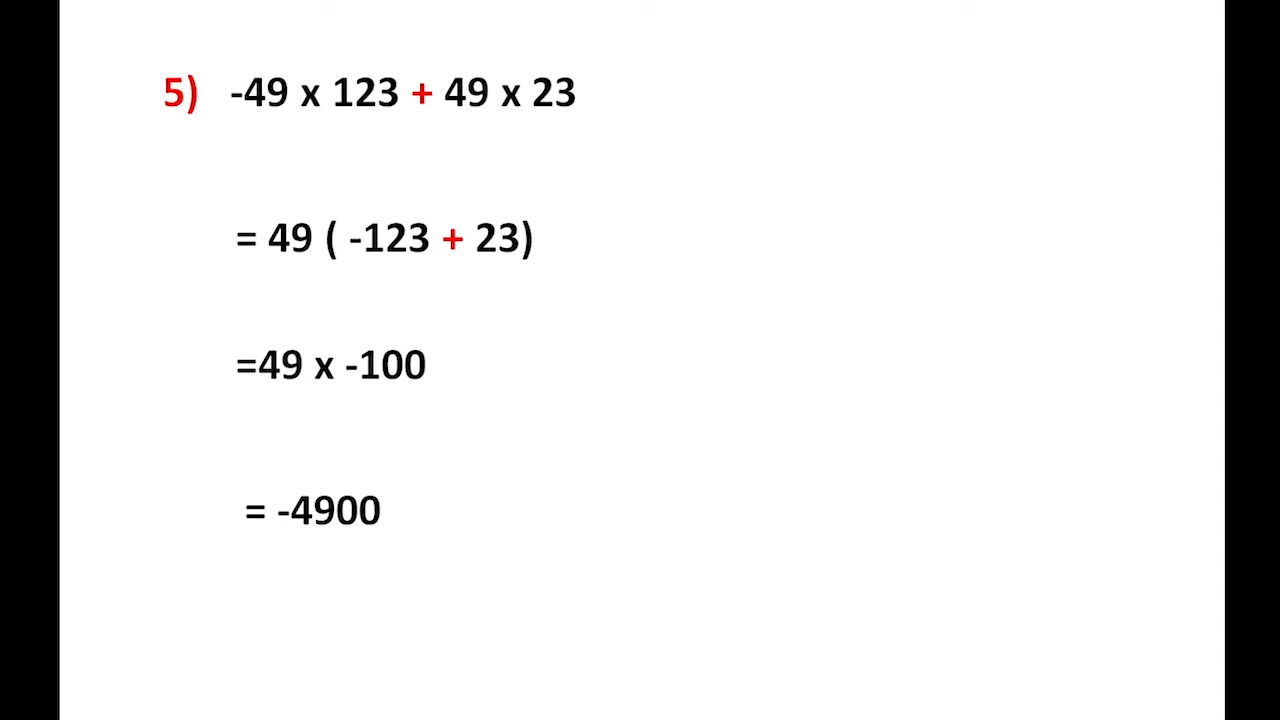 5) -49 x 123 + 49 x 23
= 49 ( -123 + 23)
=49 x -100
= -4900